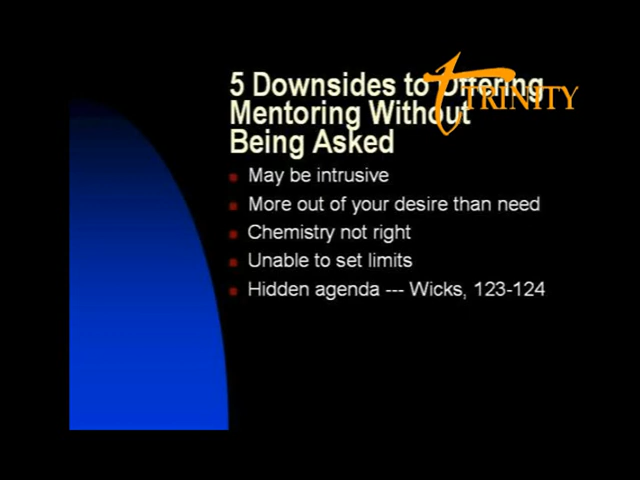 5 Downsides to Offering
Mentoring Without
Being Asked
TRINITY
May be intrusive
More out of your desire than need
Chemistry not right
Unable to set limits
Hidden agenda --- Wicks, 123-124